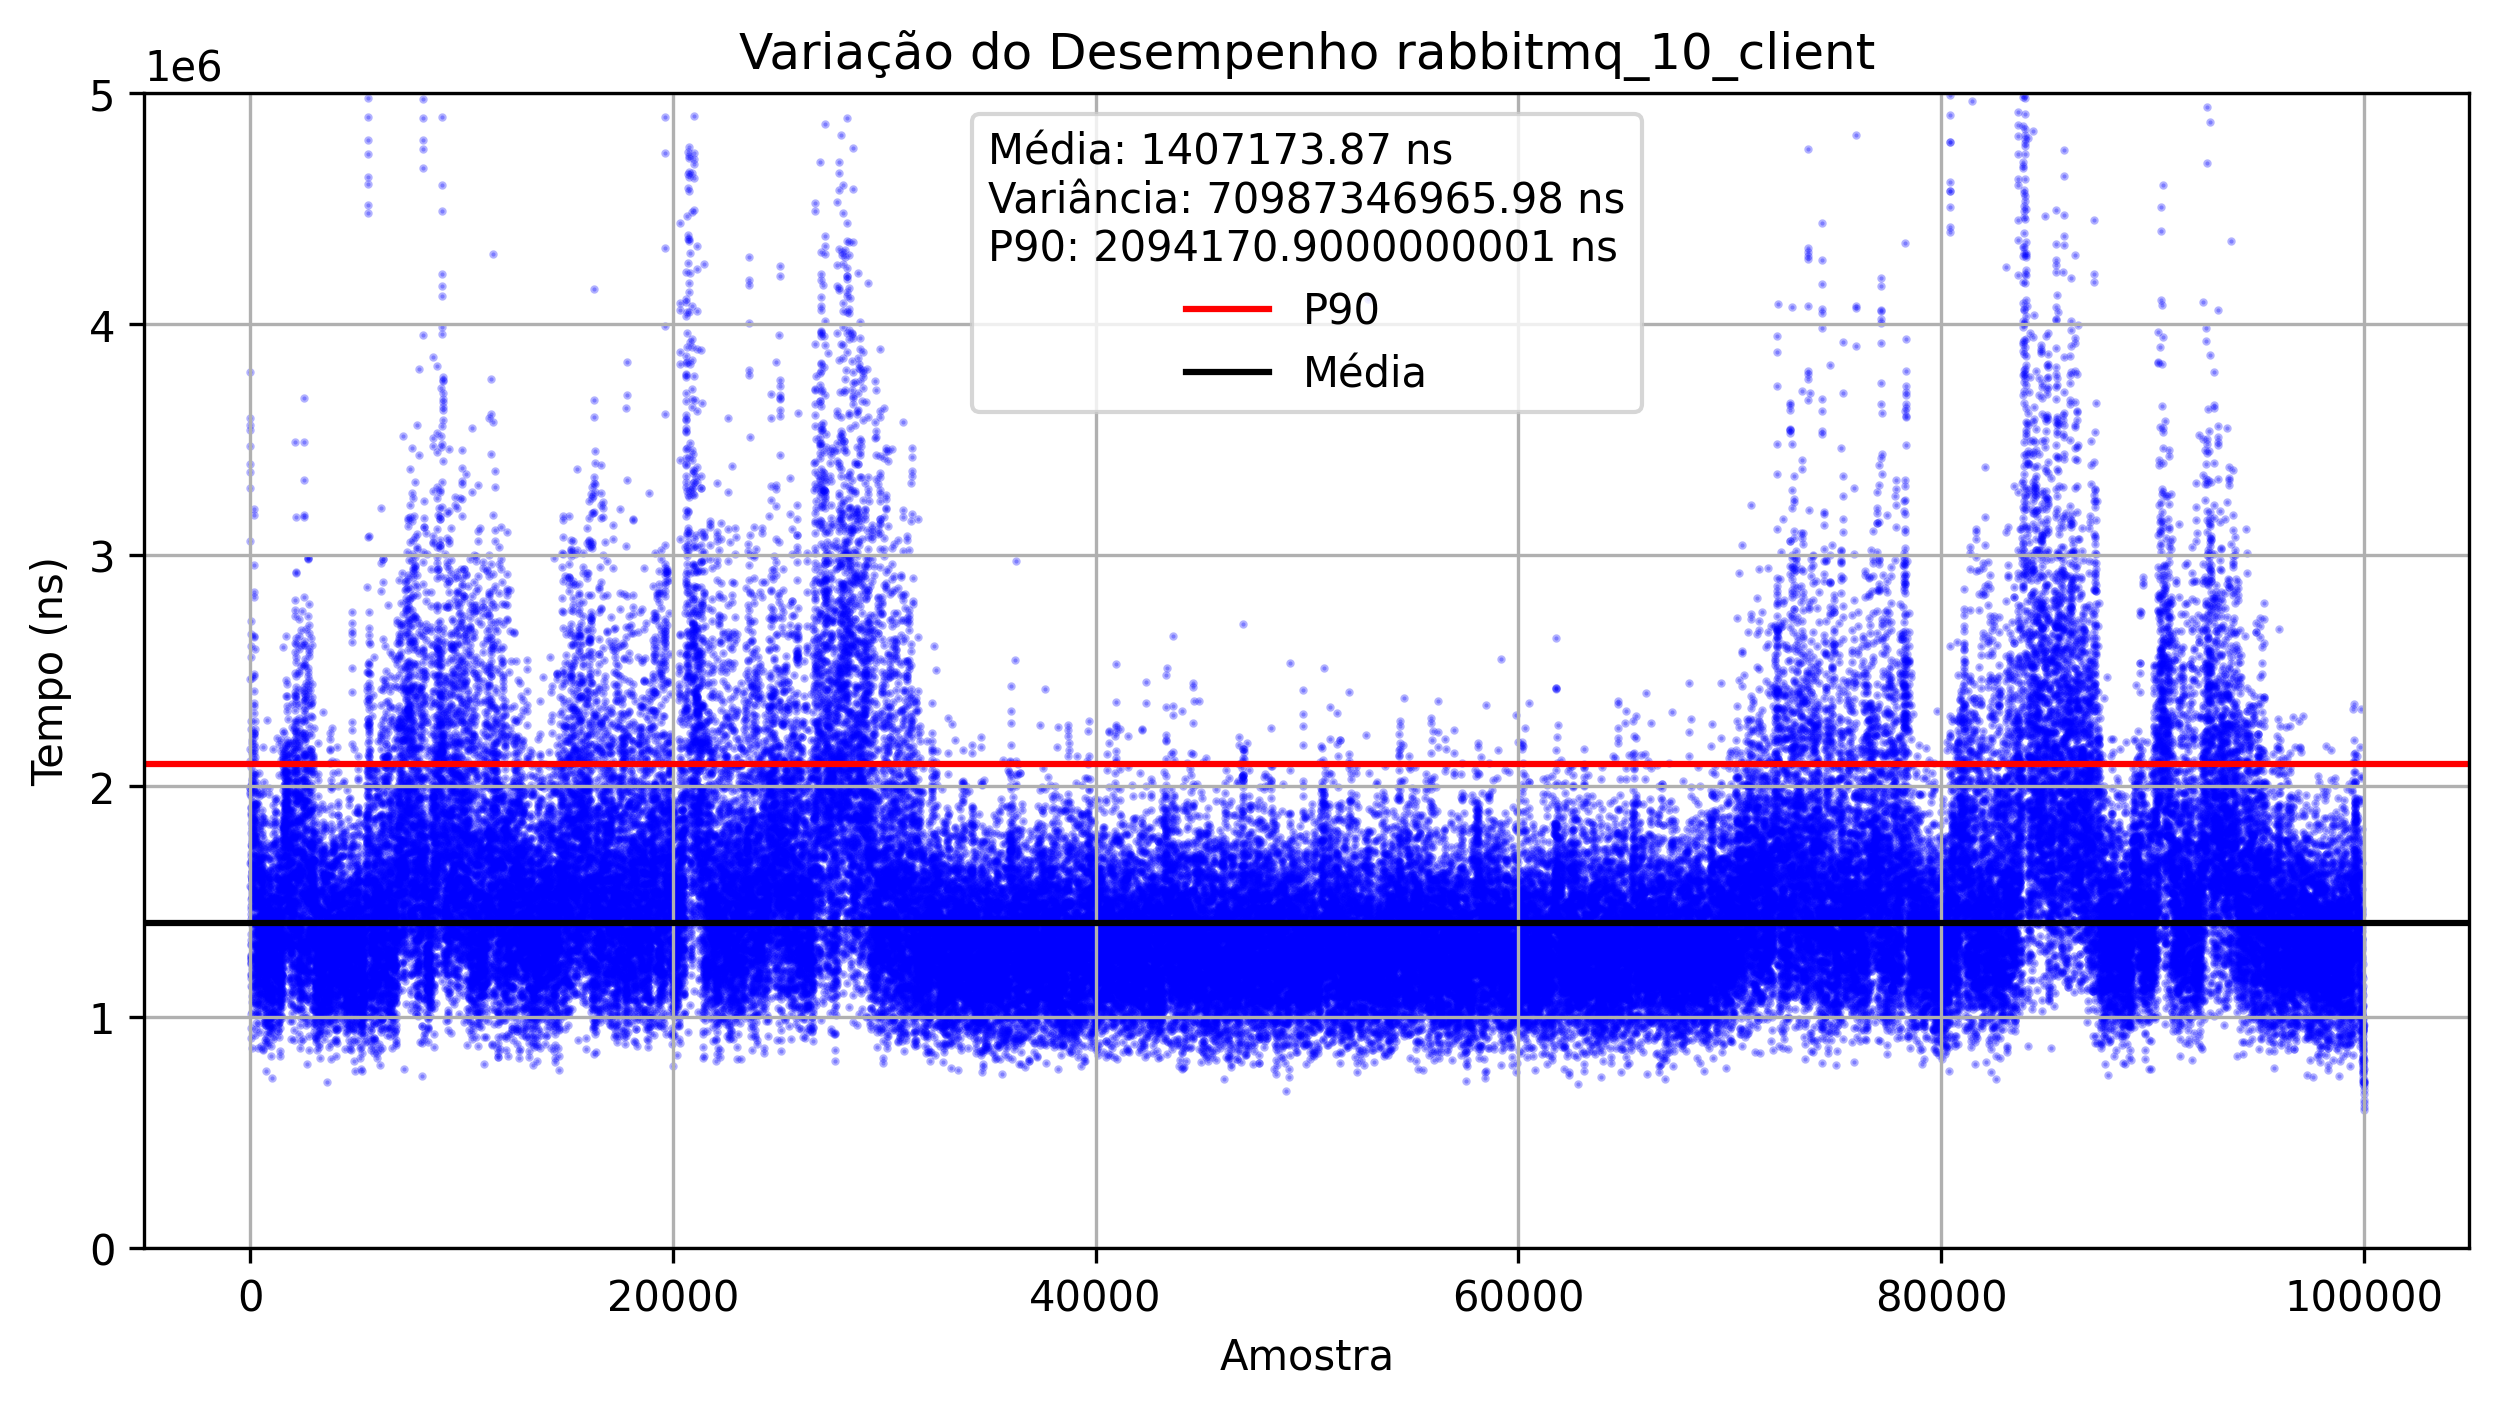 Variação do Desempenho rabbitmq_10_client
1e6
5
4
3
2
1
0
Tempo (ns)
Média: 1407173.87 ns
Variância: 70987346965.98 ns
P90: 2094170.9000000001 ns
P90
Média
0
20000
40000
60000
80000
100000
Amostra